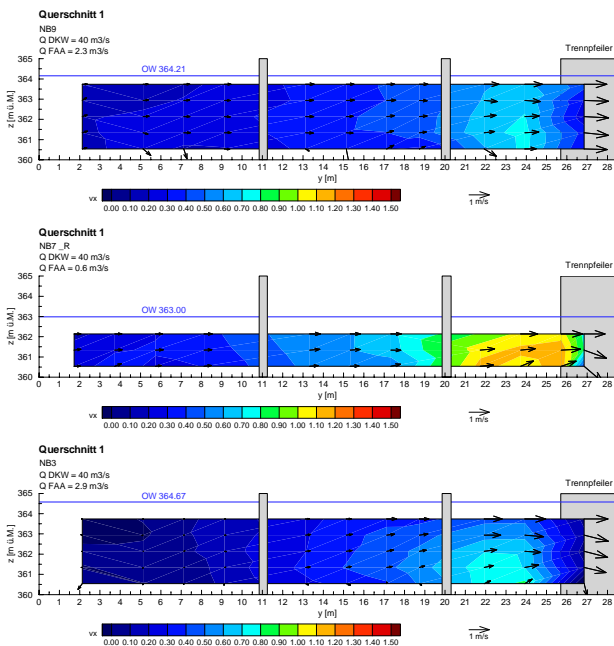 Querschnitt 1
NB9
Q DKW = 40 m3/s
Q FAA = 2.3 m3/s
Trennpfeiler
OW 364.21
365
364
363
362
361
360
z [m ü.M.]
0 1 2 3 4 5 6 7 8 9 10 11 12 13 14 15 16 17 18 19 20 21 22 23 24 25 26 27 28
y [m]
vx
0.00 0.10 0.20 0.30 0.40 0.50 0.60 0.70 0.80 0.90 1.00 1.10 1.20 1.30 1.40 1.50
1 m/s
Querschnitt 1
NB7 _R
Q DKW = 40 m3/s
Q FAA = 0.6 m3/s
Trennpfeiler
OW 363.00
365
364
363
362
361
360
z [m ü.M.]
0 1 2 3 4 5 6 7 8 9 10 11 12 13 14 15 16 17 18 19 20 21 22 23 24 25 26 27 28
y [m]
vx
0.00 0.10 0.20 0.30 0.40 0.50 0.60 0.70 0.80 0.90 1.00 1.10 1.20 1.30 1.40 1.50
1 m/s
Querschnitt 1
NB3
Q DKW = 40 m3/s
Q FAA = 2.9 m3/s
Trennpfeiler
OW 364.67
365
364
363
362
361
360
z [m ü.M.]
0 1 2 3 4 5 6 7 8 9 10 11 12 13 14 15 16 17 18 19 20 21 22 23 24 25 26 27 28
y [m]
vx
0.00 0.10 0.20 0.30 0.40 0.50 0.60 0.70 0.80 0.90 1.00 1.10 1.20 1.30 1.40 1.50
1 m/s